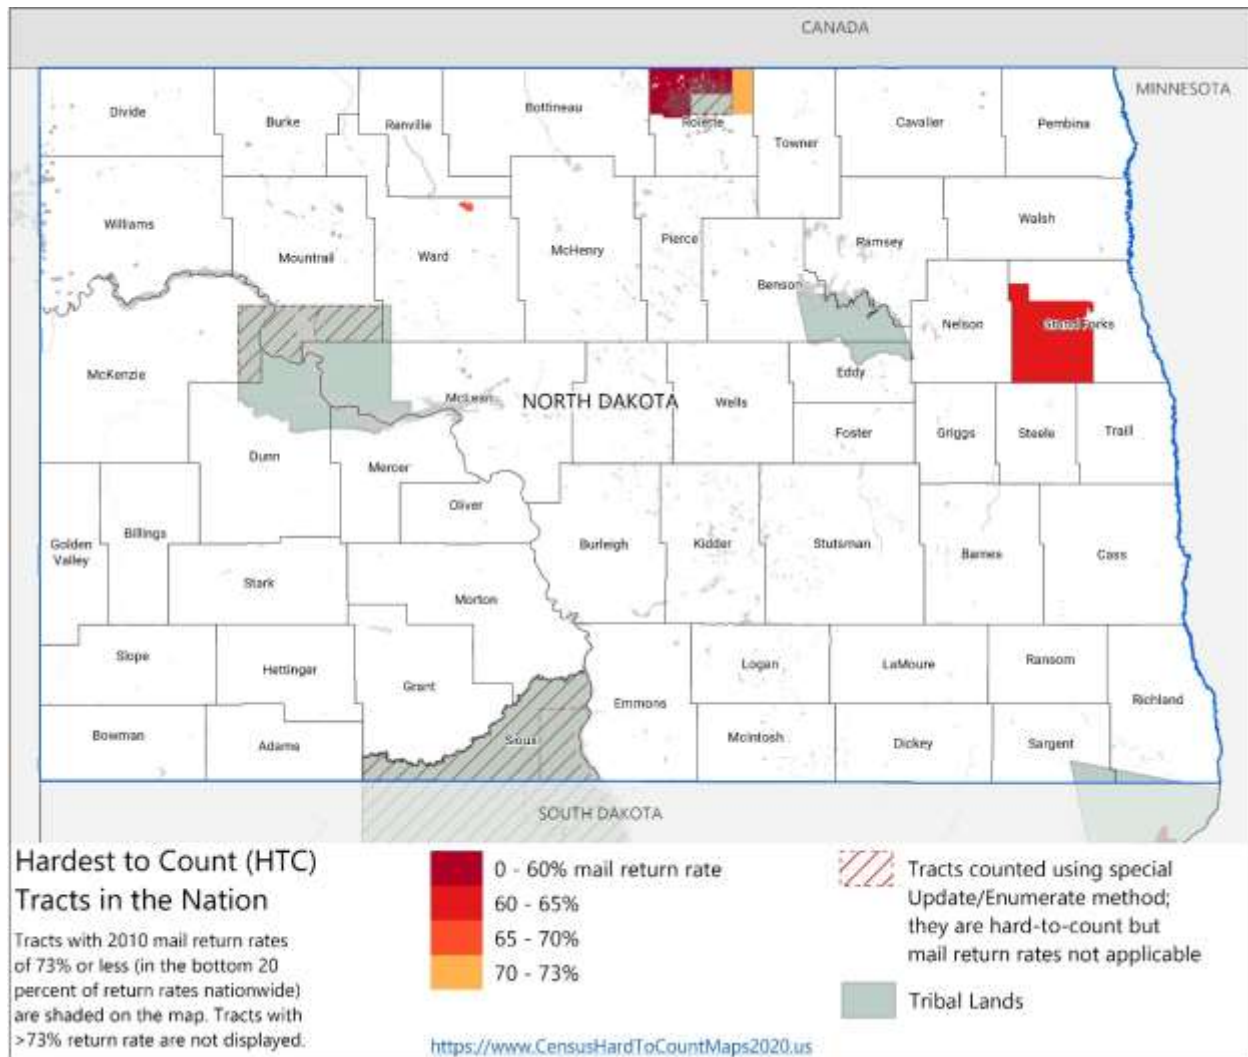 CANADA
MINNESOTA
Divide
Burke
Renville
Bottineau
Rolette
Towner
Cavalier
Pembina
Williams
Mountrail
Ward
McHenry
Pierce
Ramsey
Walsh
Benson
Nelson
Grand Forks
McKenzie
McLean
NORTH DAKOTA
Wells
Eddy
Foster
Griggs
Steele
Traill
Dunn
Mercer
Oliver
Golden
Valley
Billings
Burleigh
Kidder
Stutsman
Barnes
Cass
Stark
Morton
Slope
Hettinger
Grant
Emmons
Logan
LaMoure
Ransom
Richland
Bowman
Adams
Sioux
McIntosh
Dickey
Sargent
SOUTH DAKOTA
Hardest to Count (HTC)
Tracts in the Nation
Tracts with 2010 mail return rates
of 73% or less (in the bottom 20
percent of return rates nationwide)
are shaded on the map. Tracts with
>73% return rate are not displayed.
0 - 60% mail return rate
60 - 65%
65 - 70%
70 - 73%
https://www.CensusHardToCountMaps2020.us
Tracts counted using special
Update/Enumerate method;
they are hard-to-count but
mail return rates not applicable
Tribal Lands